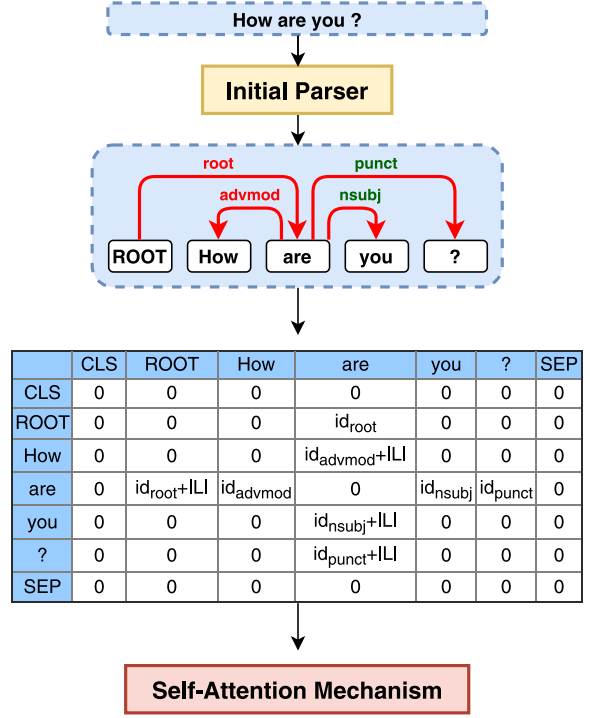 How are you ?
Initial Parser
root punct
advmod nsubj
ROOT How are you ?
CLS ROOT How are you ? SEP
CLS 0 0 0 0 0 0 0
ROOT 0 0 0 id_root 0 0 0
How 0 0 0 id_advmod+|L| 0 0 0
are 0 id_root+|L| id_advmod 0 id_nsubj id_punct 0
you 0 0 0 id_nsubj+|L| 0 0 0
? 0 0 0 id_punct+|L| 0 0 0
SEP 0 0 0 0 0 0 0
Self-Attention Mechanism